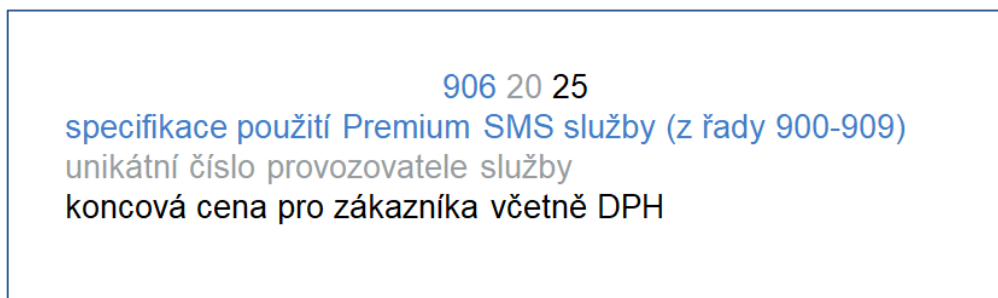 906 20 25
specifikace použití Premium SMS služby (z řady 900-909)
unikátní číslo provozovatele služby
koncová cena pro zákazníka včetně DPH